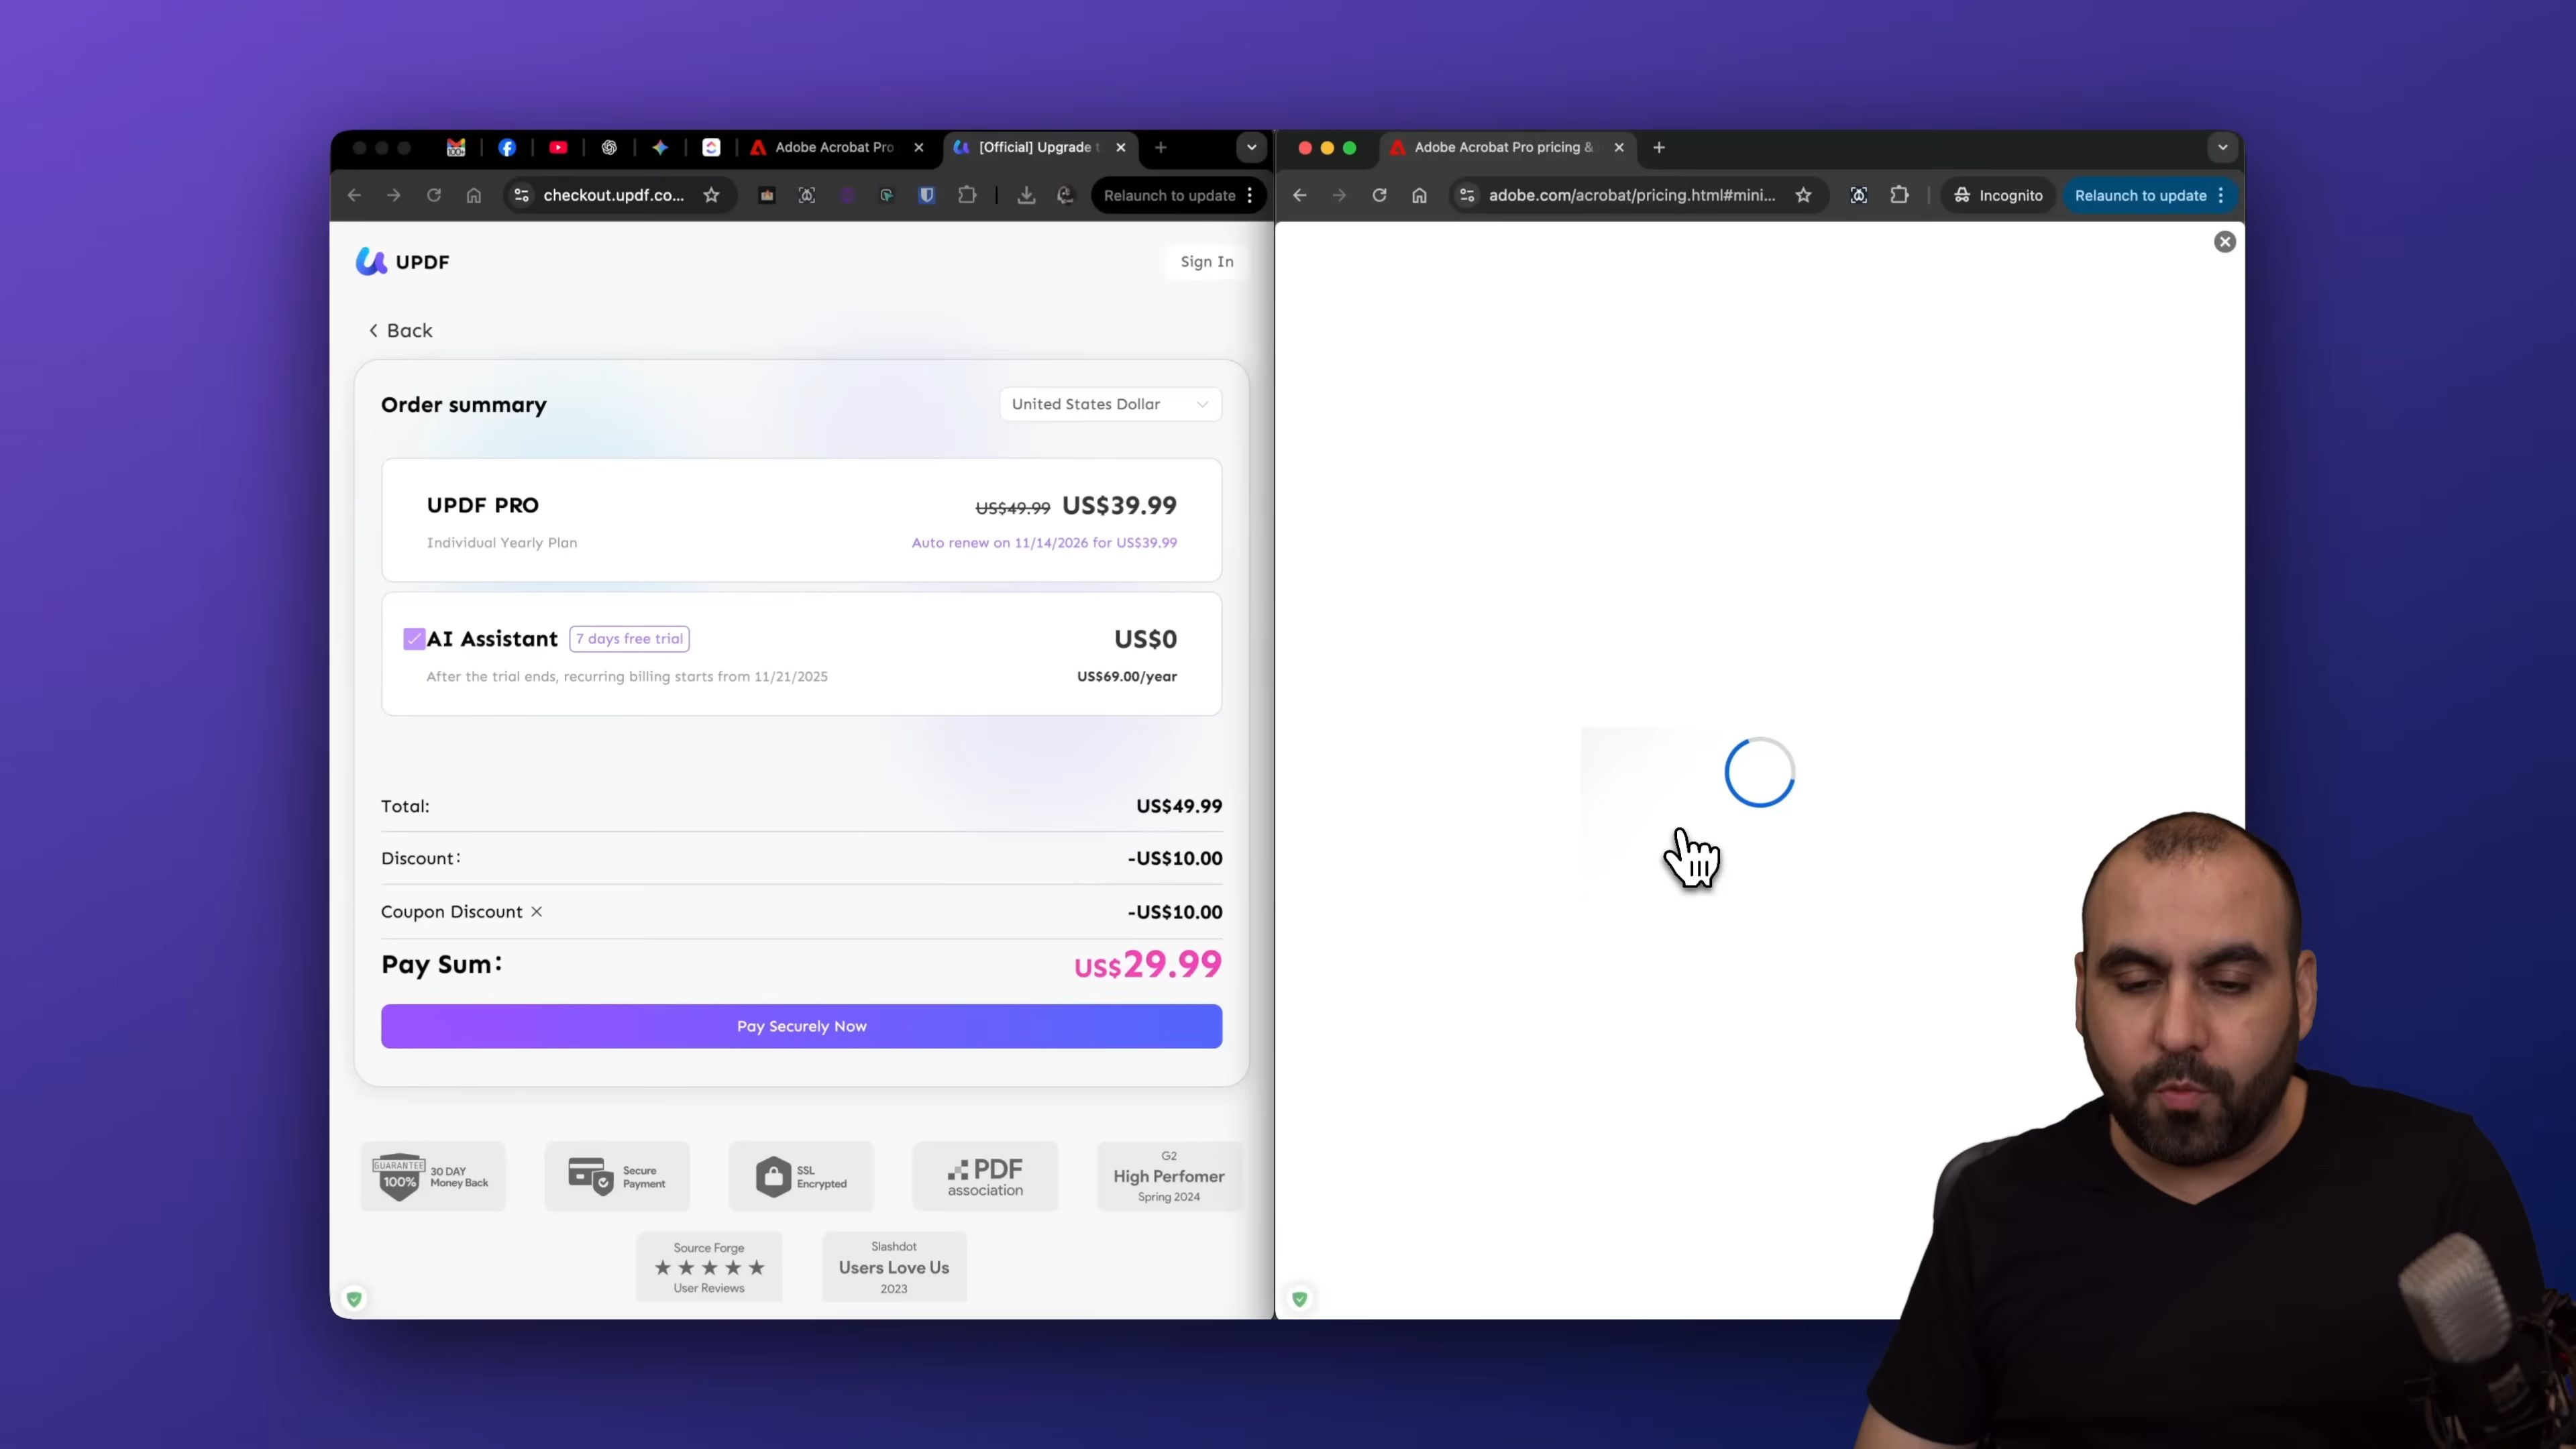 Adobe Acrobat Pro
[Official] Upgrade t
checkout.updf.co...
Relaunch to update
UPDF
Sign In
Back
Order summary
United States Dollar
UPDF PRO
US$49.99 US$39.99
Individual Yearly Plan
Auto renew on 11/14/2026 for US$39.99
AI Assistant
7 days free trial
US$0
After the trial ends, recurring billing starts from 11/21/2025
US$69.00/year
Total:
US$49.99
Discount:
-US$10.00
Coupon Discount
-US$10.00
Pay Sum:
US$29.99
Pay Securely Now
GUARANTEE
100%
30 DAY
Money Back
Secure
Payment
SSL
Encrypted
PDF
association
G2
High Perfomer
Spring 2024
Source Forge
User Reviews
Slashdot
Users Love Us
2023
Adobe Acrobat Pro pricing &
adobe.com/acrobat/pricing.html#mini...
Incognito
Relaunch to update